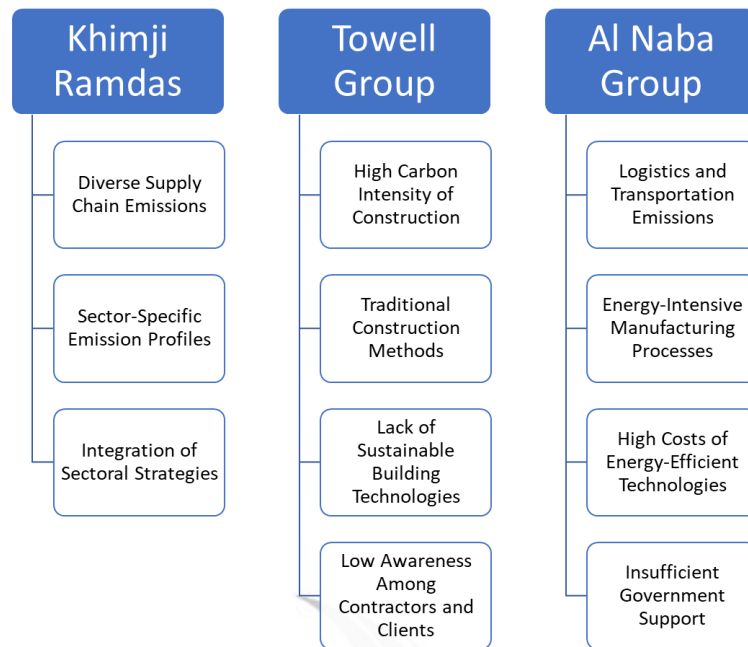 Khimji
Ramdas
Diverse Supply
Chain Emissions
Sector-Specific
Emission Profiles
Integration of
Sectoral Strategies
Towell
Group
High Carbon
Intensity of
Construction
Traditional
Construction
Methods
Lack of
Sustainable
Building
Technologies
Low Awareness
Among
Contractors and
Clients
Al Naba
Group
Logistics and
Transportation
Emissions
Energy-Intensive
Manufacturing
Processes
High Costs of
Energy-Efficient
Technologies
Insufficient
Government
Support